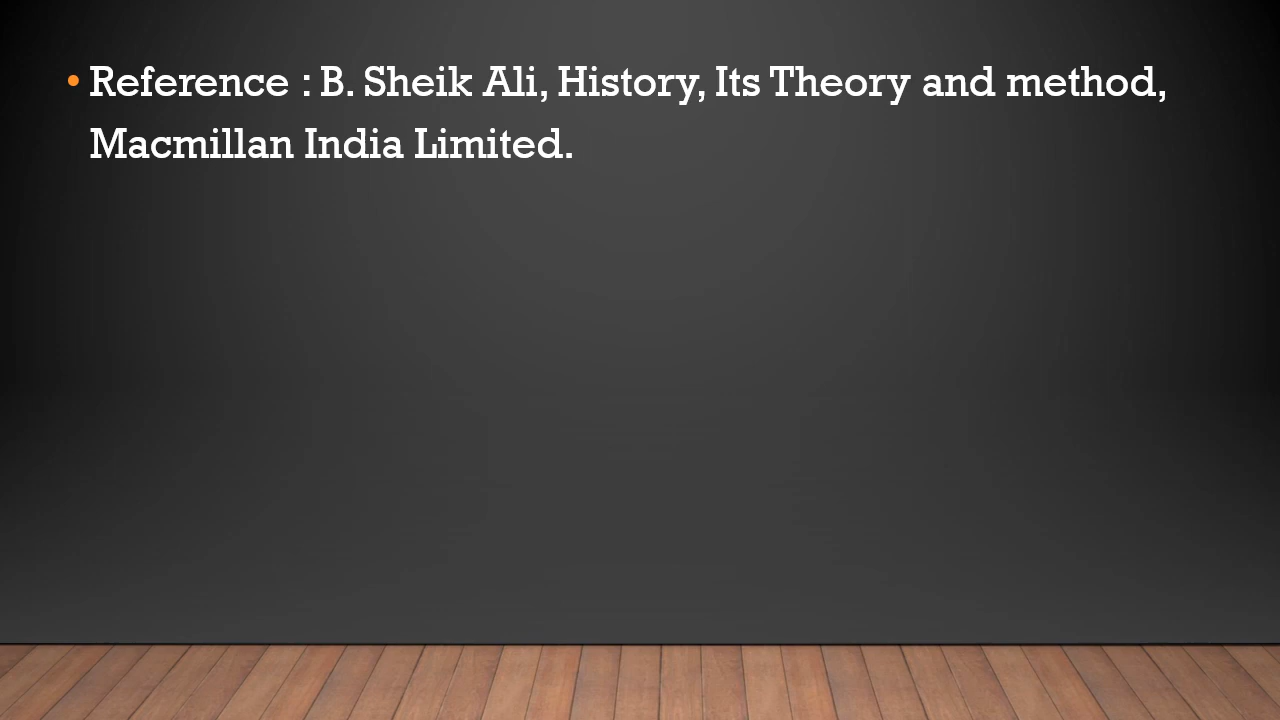 • Reference : B. Sheik Ali, History, Its Theory and method,
Macmillan India Limited.